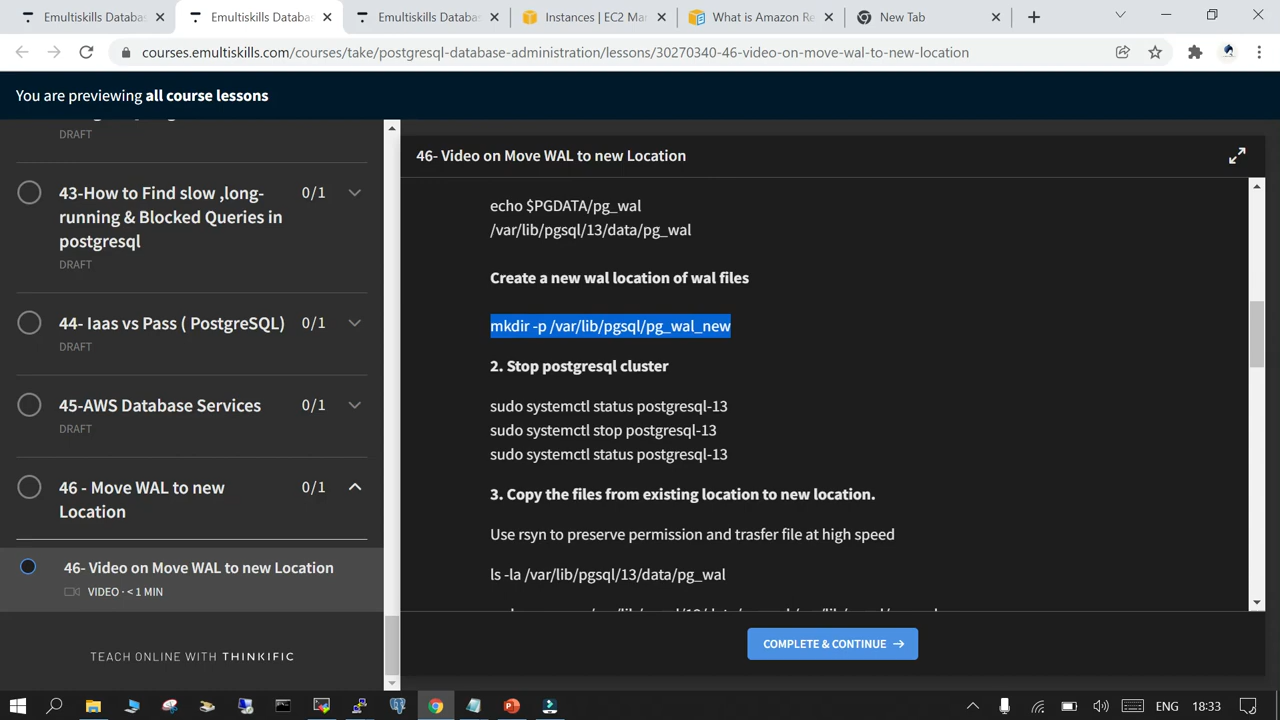 Emultiskills Databa
Emultiskills Databa
Emultiskills Databa
Instances | EC2 Ma
What is Amazon Re
New Tab
courses.emultiskills.com/courses/take/postgresql-database-administration/lessons/30270340-46-video-on-move-wal-to-new-location
You are previewing all course lessons
DRAFT
43-How to Find slow ,long-
running & Blocked Queries in
postgresql
0/1
DRAFT
44- Iaas vs Pass ( PostgreSQL)
0/1
DRAFT
45-AWS Database Services
0/1
DRAFT
46 - Move WAL to new
Location
0/1
46- Video on Move WAL to new Location
VIDEO · < 1 MIN
TEACH ONLINE WITH THINKIFIC
46- Video on Move WAL to new Location
echo $PGDATA/pg_wal
/var/lib/pgsql/13/data/pg_wal
Create a new wal location of wal files
mkdir -p /var/lib/pgsql/pg_wal_new
2. Stop postgresql cluster
sudo systemctl status postgresql-13
sudo systemctl stop postgresql-13
sudo systemctl status postgresql-13
3. Copy the files from existing location to new location.
Use rsyn to preserve permission and trasfer file at high speed
ls -la /var/lib/pgsql/13/data/pg_wal
COMPLETE & CONTINUE →
ENG
18:33